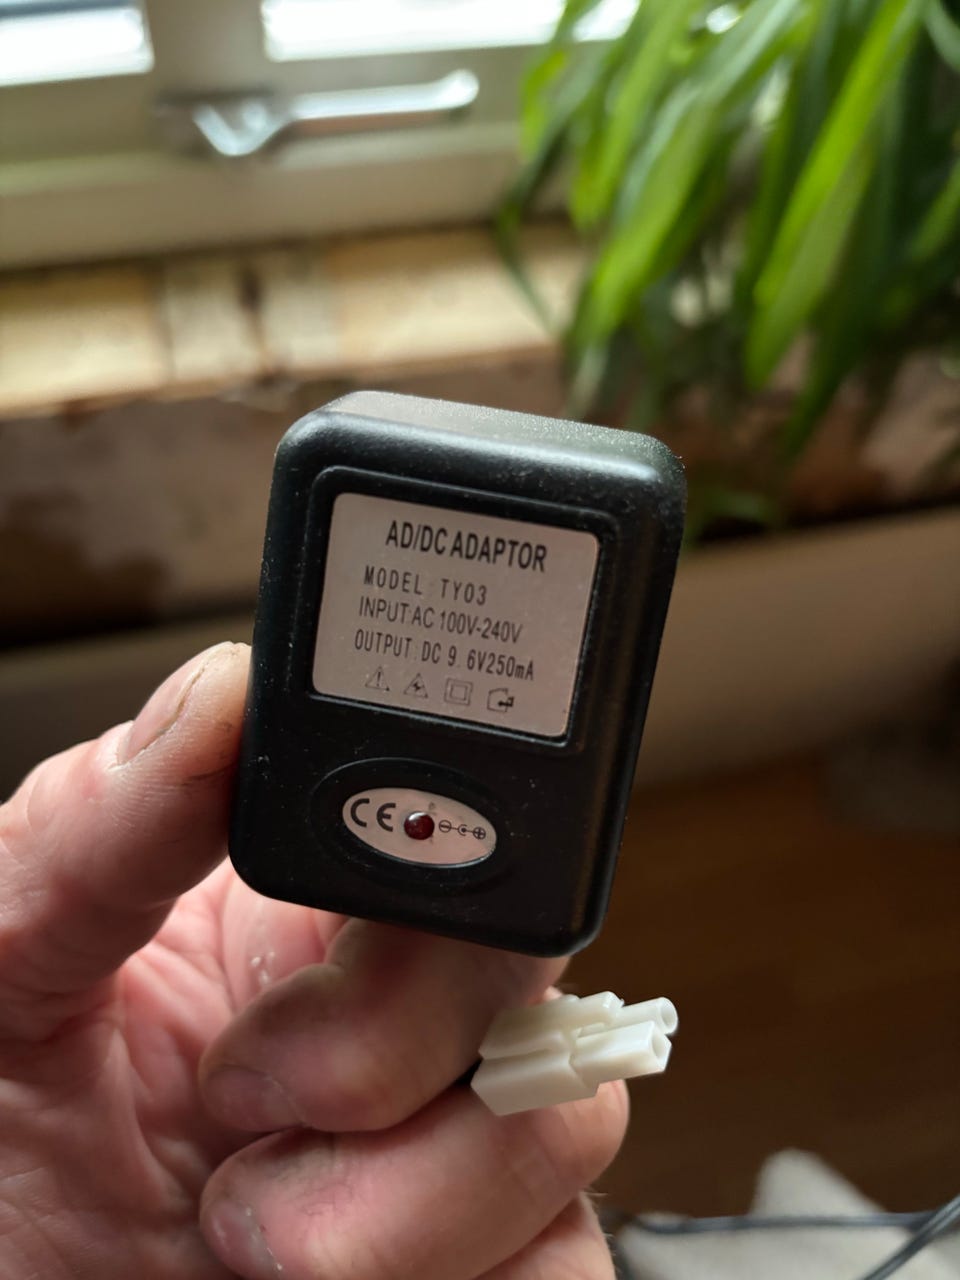 AD/DC ADAPTOR
MODEL: TY03
INPUT:AC 100V-240V
OUTPUT:DC 9.6V250mA
CE